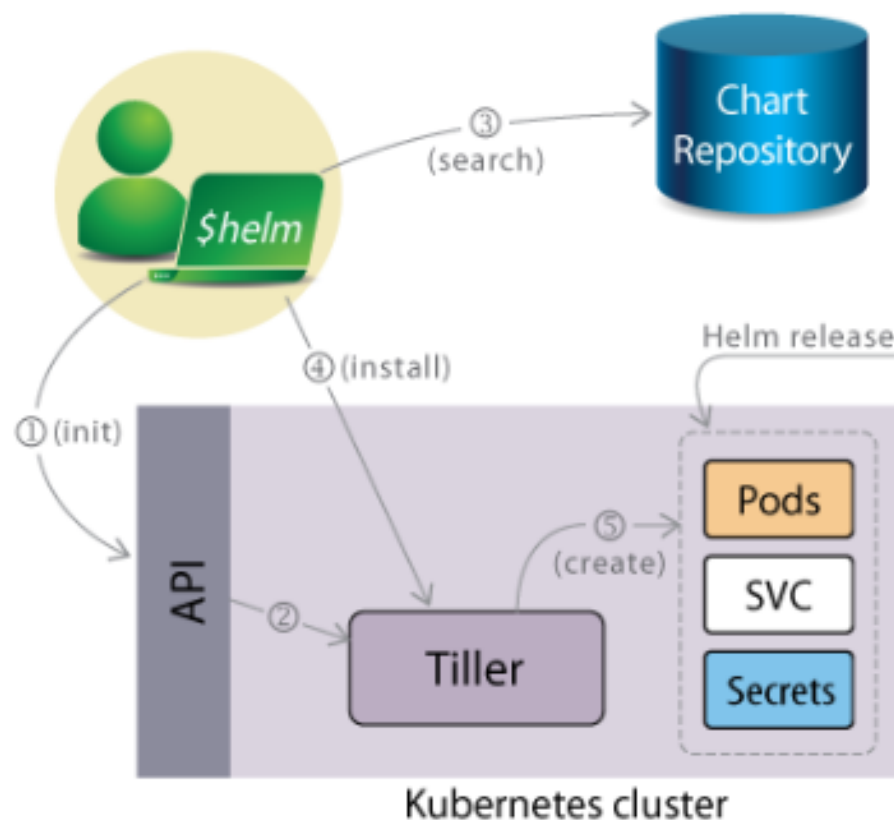 Chart
Repository
③
(search)
$helm
Helm release
④ (install)
① (init)
Pods
⑤
(create)
SVC
API
②
Tiller
Secrets
Kubernetes cluster